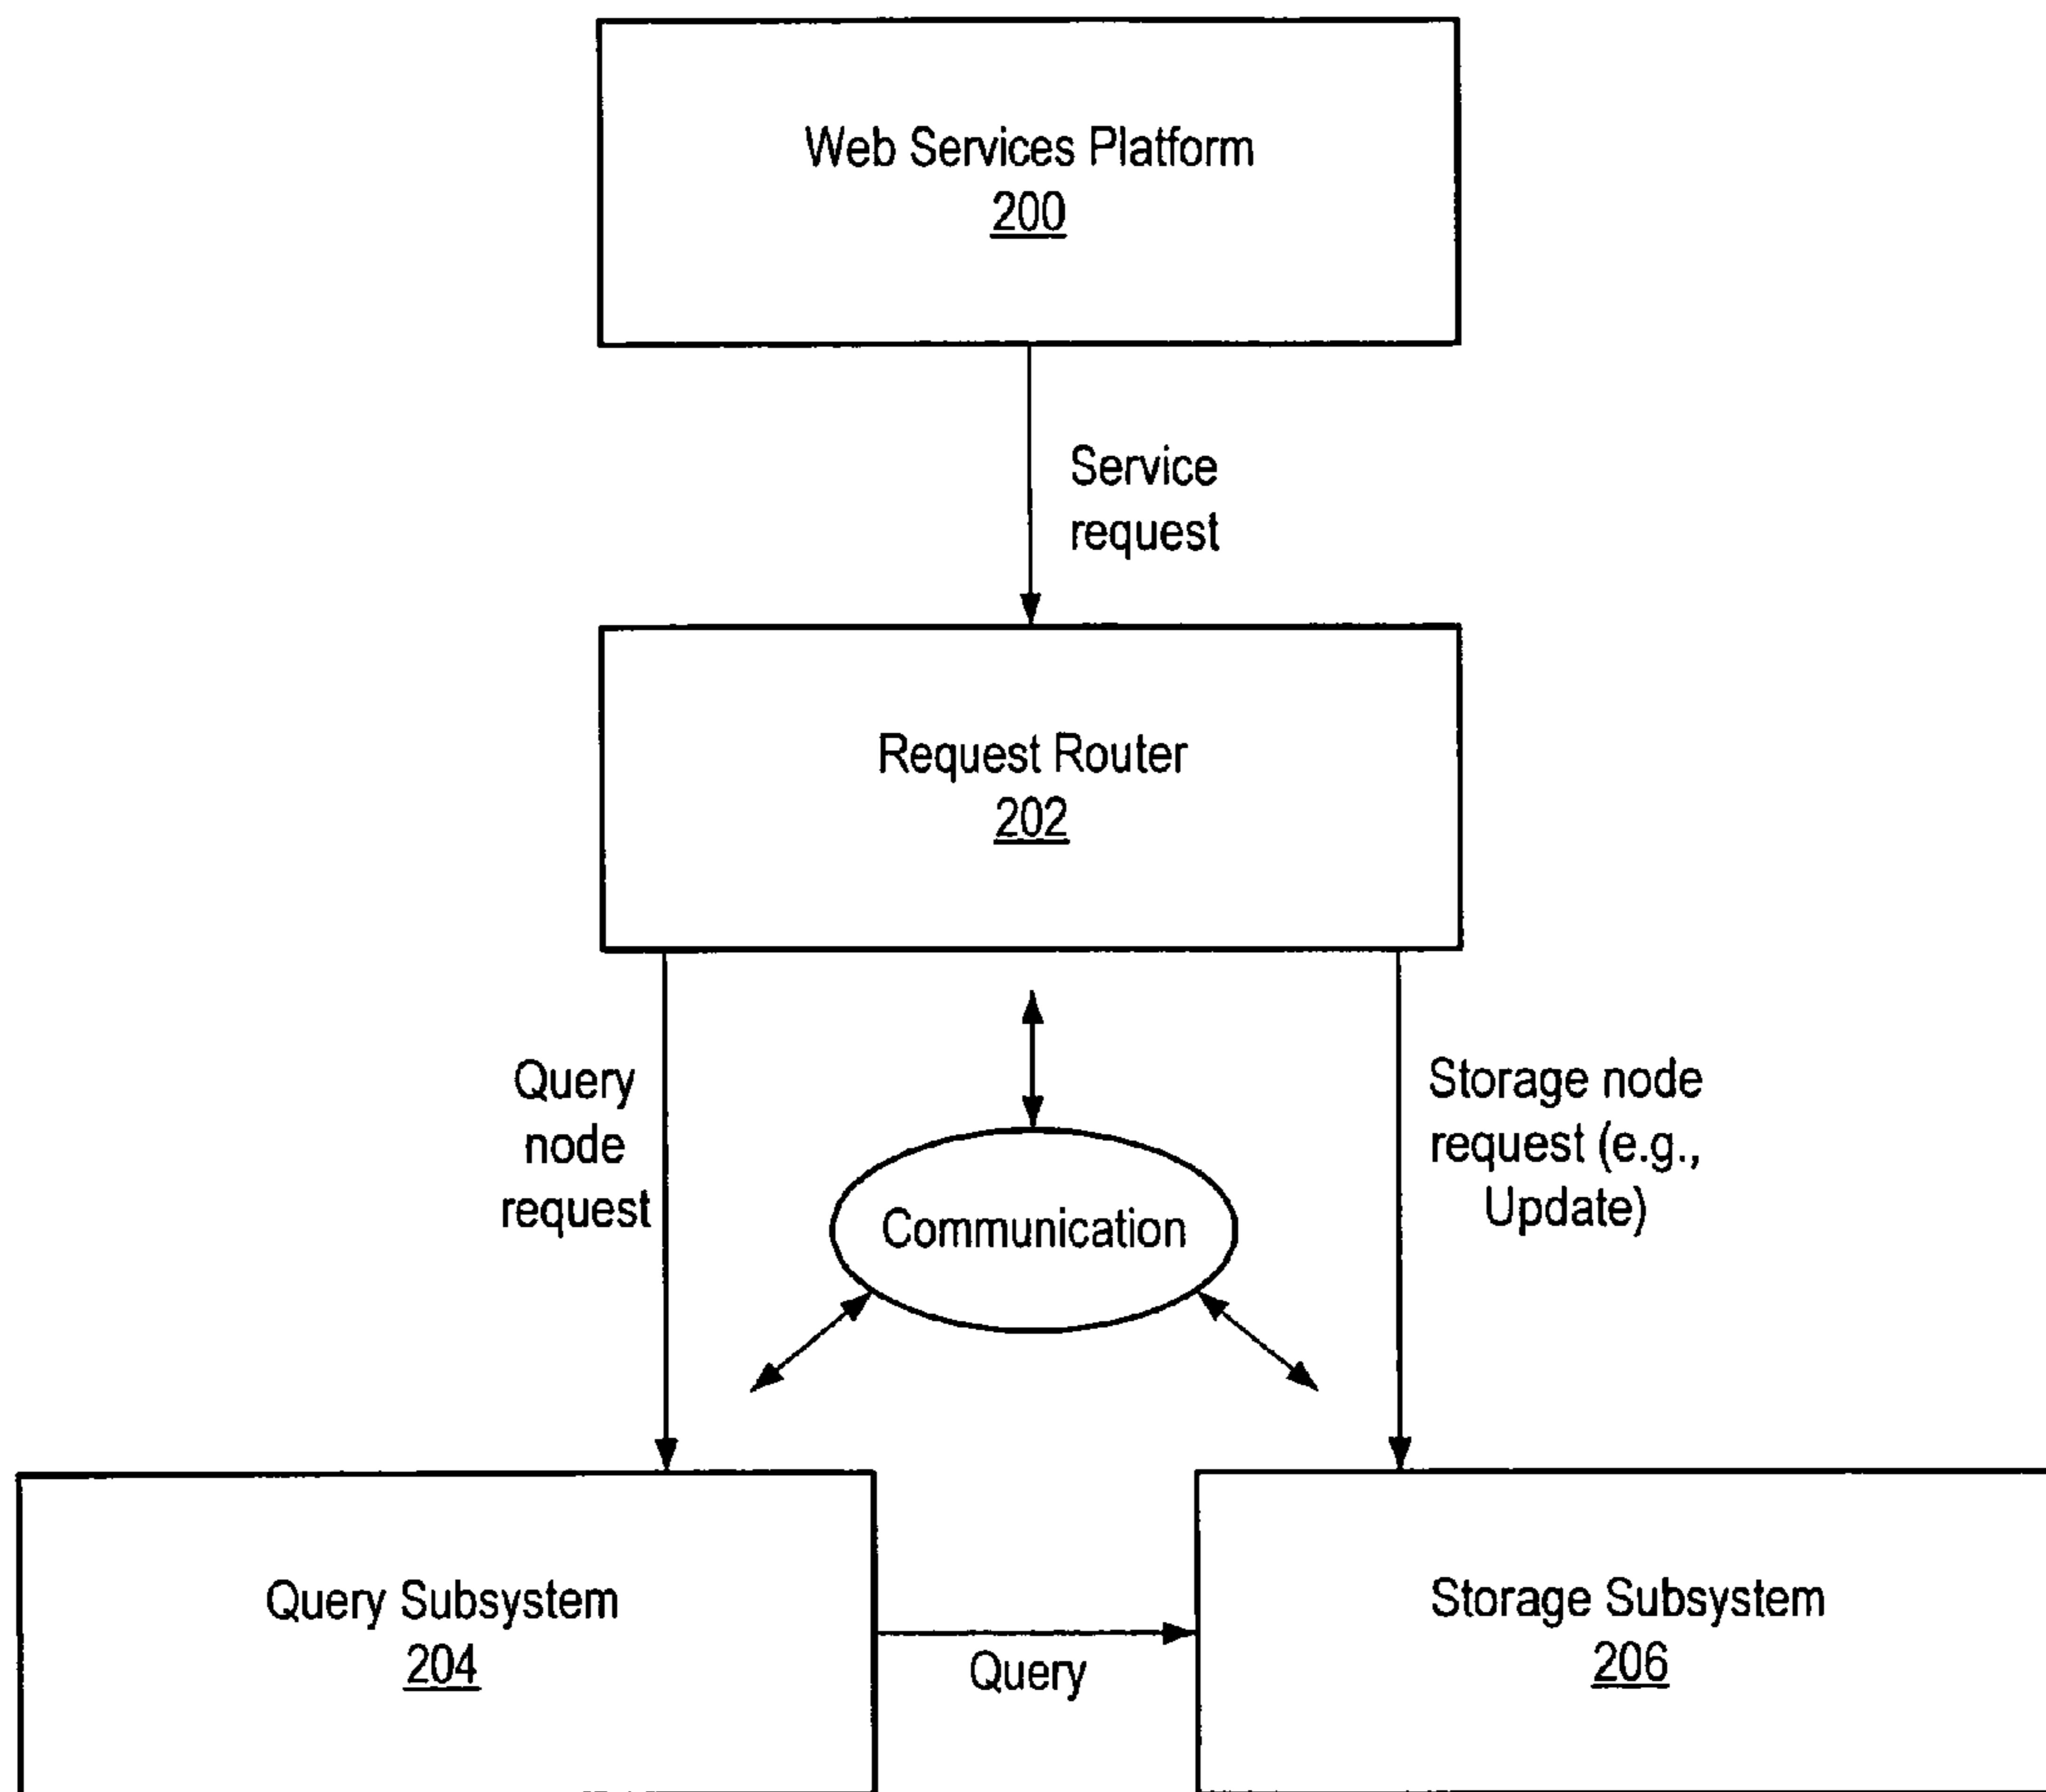 Web Services Platform
200
Service
request
Request Router
202
Query
node
request
Storage node
request (e.g.,
Update)
Communication
Query Subsystem
204
Query
Storage Subsystem
206